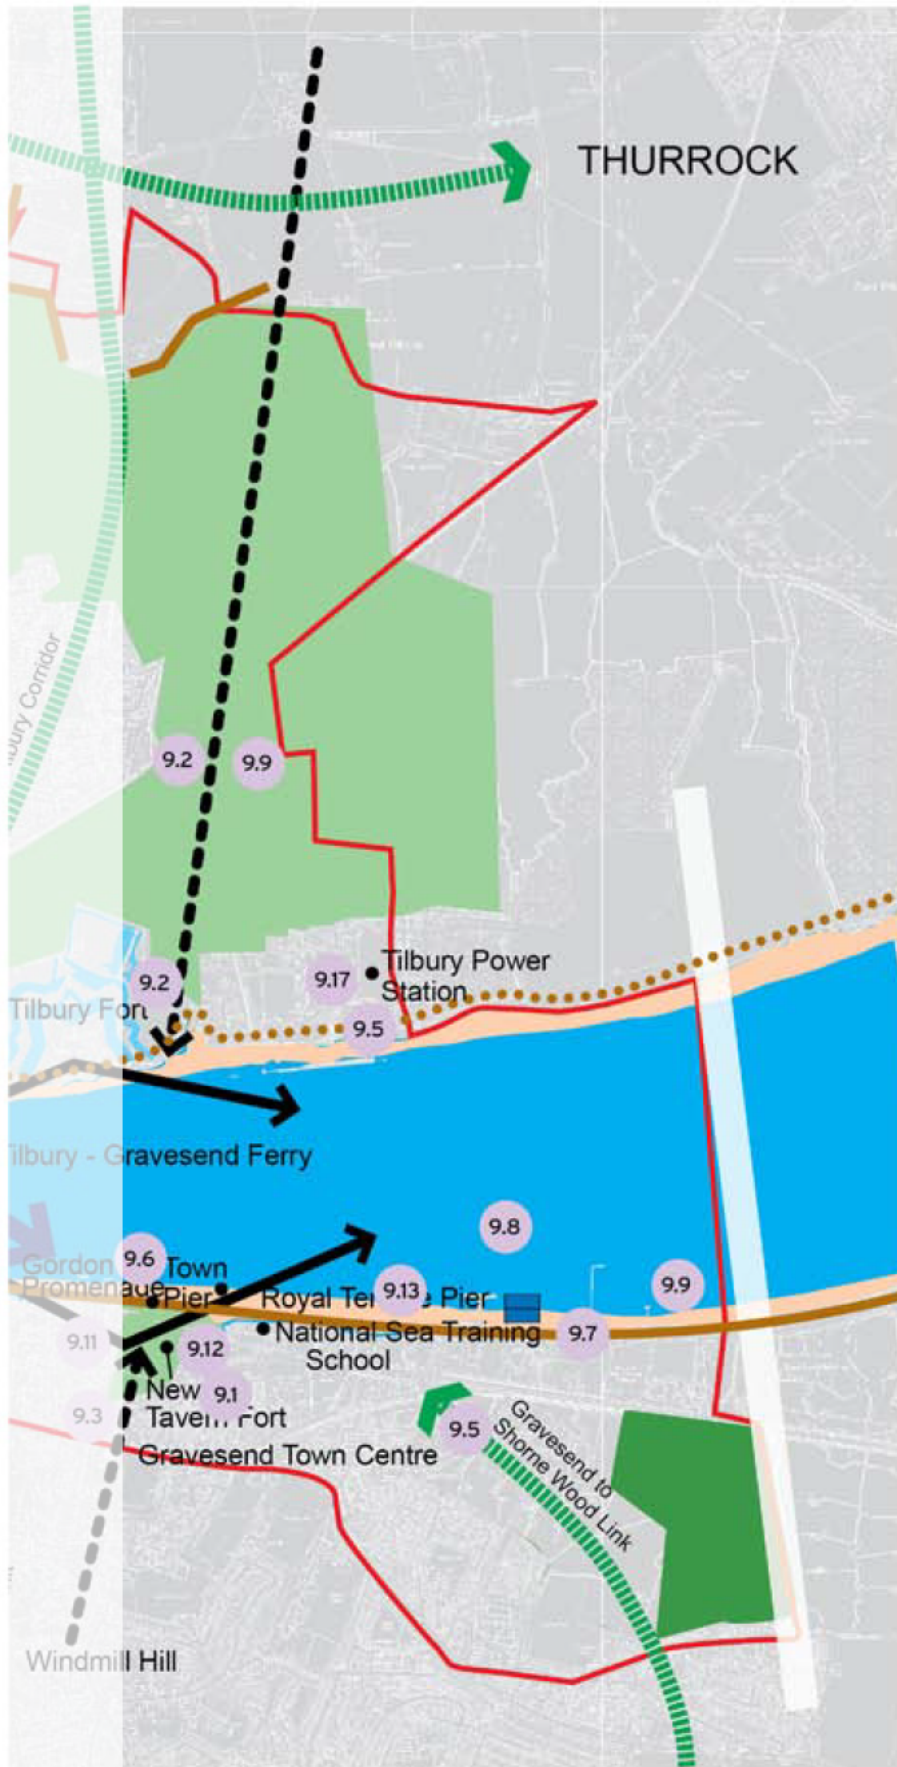 THURROCK
bury Corridor
9.2
9.9
9.2
9.17
Tilbury Power
Station
Tilbury Fort
9.5
ilbury - Gravesend Ferry
9.8
9.6
Gordon
Promenade
Town
Pier
9.13
9.9
Royal Terrace Pier
9.7
National Sea Training
School
9.11
9.12
9.1
New
Tavern Fort
9.3
Gravesend Town Centre
9.5
Gravesend to
Shorne Wood Link
Windmill Hill